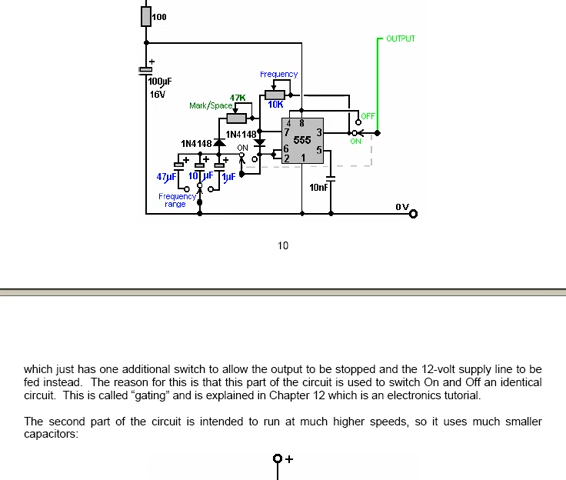 100
+
100µF
16V
OUTPUT
Frequency
47K
Mark/Space
10K
OFF
1N4148
1N4148
ON
4 8
7 3
555
6
2 5
1
ON
+ + +
47µF 10µF 1µF
Frequency
range
10nF
0V
10
which just has one additional switch to allow the output to be stopped and the 12-volt supply line to be
fed instead. The reason for this is that this part of the circuit is used to switch On and Off an identical
circuit. This is called “gating” and is explained in Chapter 12 which is an electronics tutorial.
The second part of the circuit is intended to run at much higher speeds, so it uses much smaller
capacitors:
+